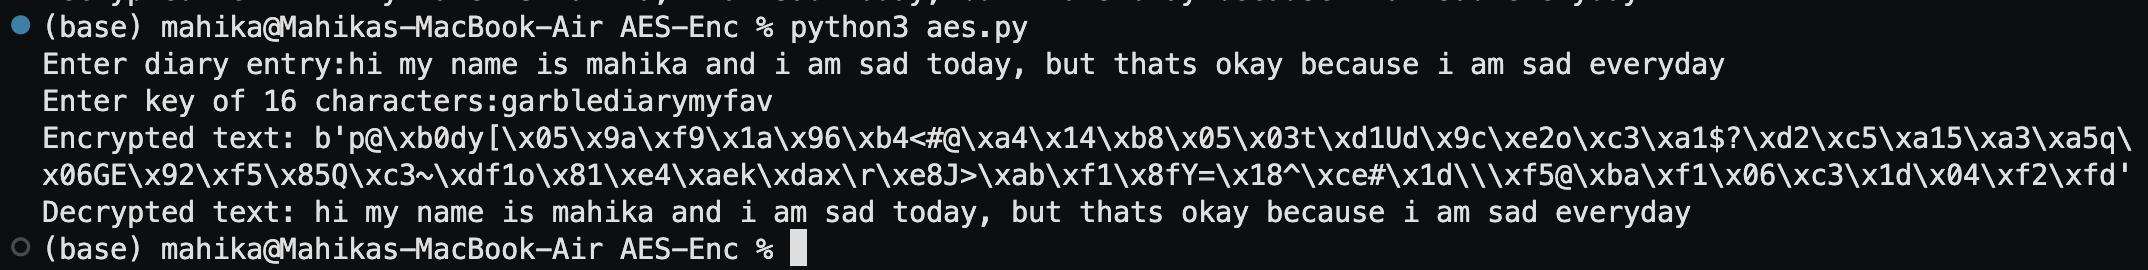 (base) mahika@Mahikas-MacBook-Air AES-Enc % python3 aes.py
Enter diary entry:hi my name is mahika and i am sad today, but thats okay because i am sad everyday
Enter key of 16 characters:garblediarymyfav
Encrypted text: b'p@\xb0dy[\x05\x9a\xf9\x1a\x96\xb4<#@\xa4\x14\xb8\x05\x03t\xd1Ud\x9c\xe2o\xc3\xa1$?\xd2\xc5\xa15\xa3\xa5q\
x06GE\x92\xf5\x85Q\xc3~\xdf1o\x81\xe4\xaek\xdax\r\xe8J>\xab\xf1\x8fY=\x18^\xce#\x1d\\\xf5@\xba\xf1\x06\xc3\x1d\x04\xf2\xfd'
Decrypted text: hi my name is mahika and i am sad today, but thats okay because i am sad everyday
(base) mahika@Mahikas-MacBook-Air AES-Enc %